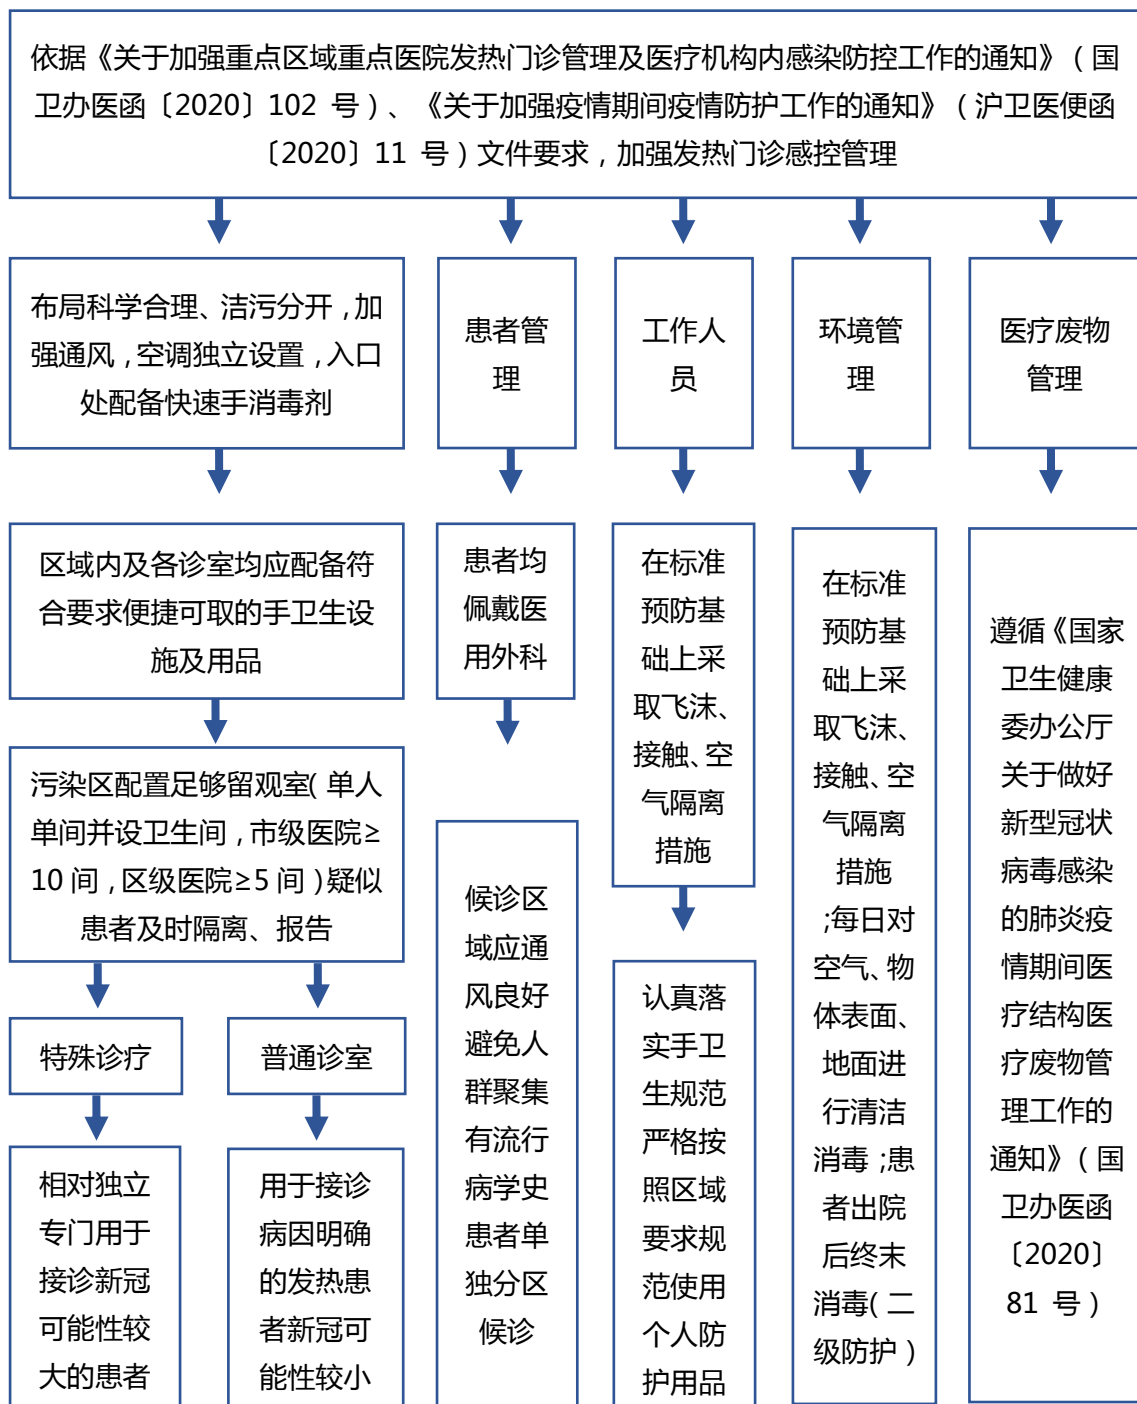 依据《关于加强重点区域重点医院发热门诊管理及医疗机构内感染防控工作的通知》（国
卫办医函〔2020〕102 号）、《关于加强疫情期间疫情防护工作的通知》（沪卫医便函
〔2020〕11 号）文件要求，加强发热门诊感控管理
布局科学合理、洁污分开，加
强通风，空调独立设置，入口
处配备快速手消毒剂
患者管
理
工作人
员
环境管
理
医疗废物
管理
区域内及各诊室均应配备符
合要求便捷可取的手卫生设
施及用品
污染区配置足够留观室（单人
单间并设卫生间，市级医院≥
10 间，区级医院≥5 间）疑似
患者及时隔离、报告
特殊诊疗
普通诊室
相对独立
专门用于
接诊新冠
可能性较
大的患者
用于接诊
病因明确
的发热患
者新冠可
能性较小
患者均
佩戴医
用外科
候诊区
域应通
风良好
避免人
群聚集
有流行
病学史
患者单
独分区
候诊
在标准
预防基
础上采
取飞沫、
接触、空
气隔离
措施
认真落
实手卫
生规范
严格按
照区域
要求规
范使用
个人防
护用品
在标准
预防基
础上采
取飞沫、
接触、空
气隔离
措施
;每日对
空气、物
体表面、
地面进
行清洁
消毒；患
者出院
后终末
消毒（二
级防护）
遵循《国家
卫生健康
委办公厅
关于做好
新型冠状
病毒感染
的肺炎疫
情期间医
疗结构医
疗废物管
理工作的
通知》（国
卫办医函
〔2020〕
81 号）